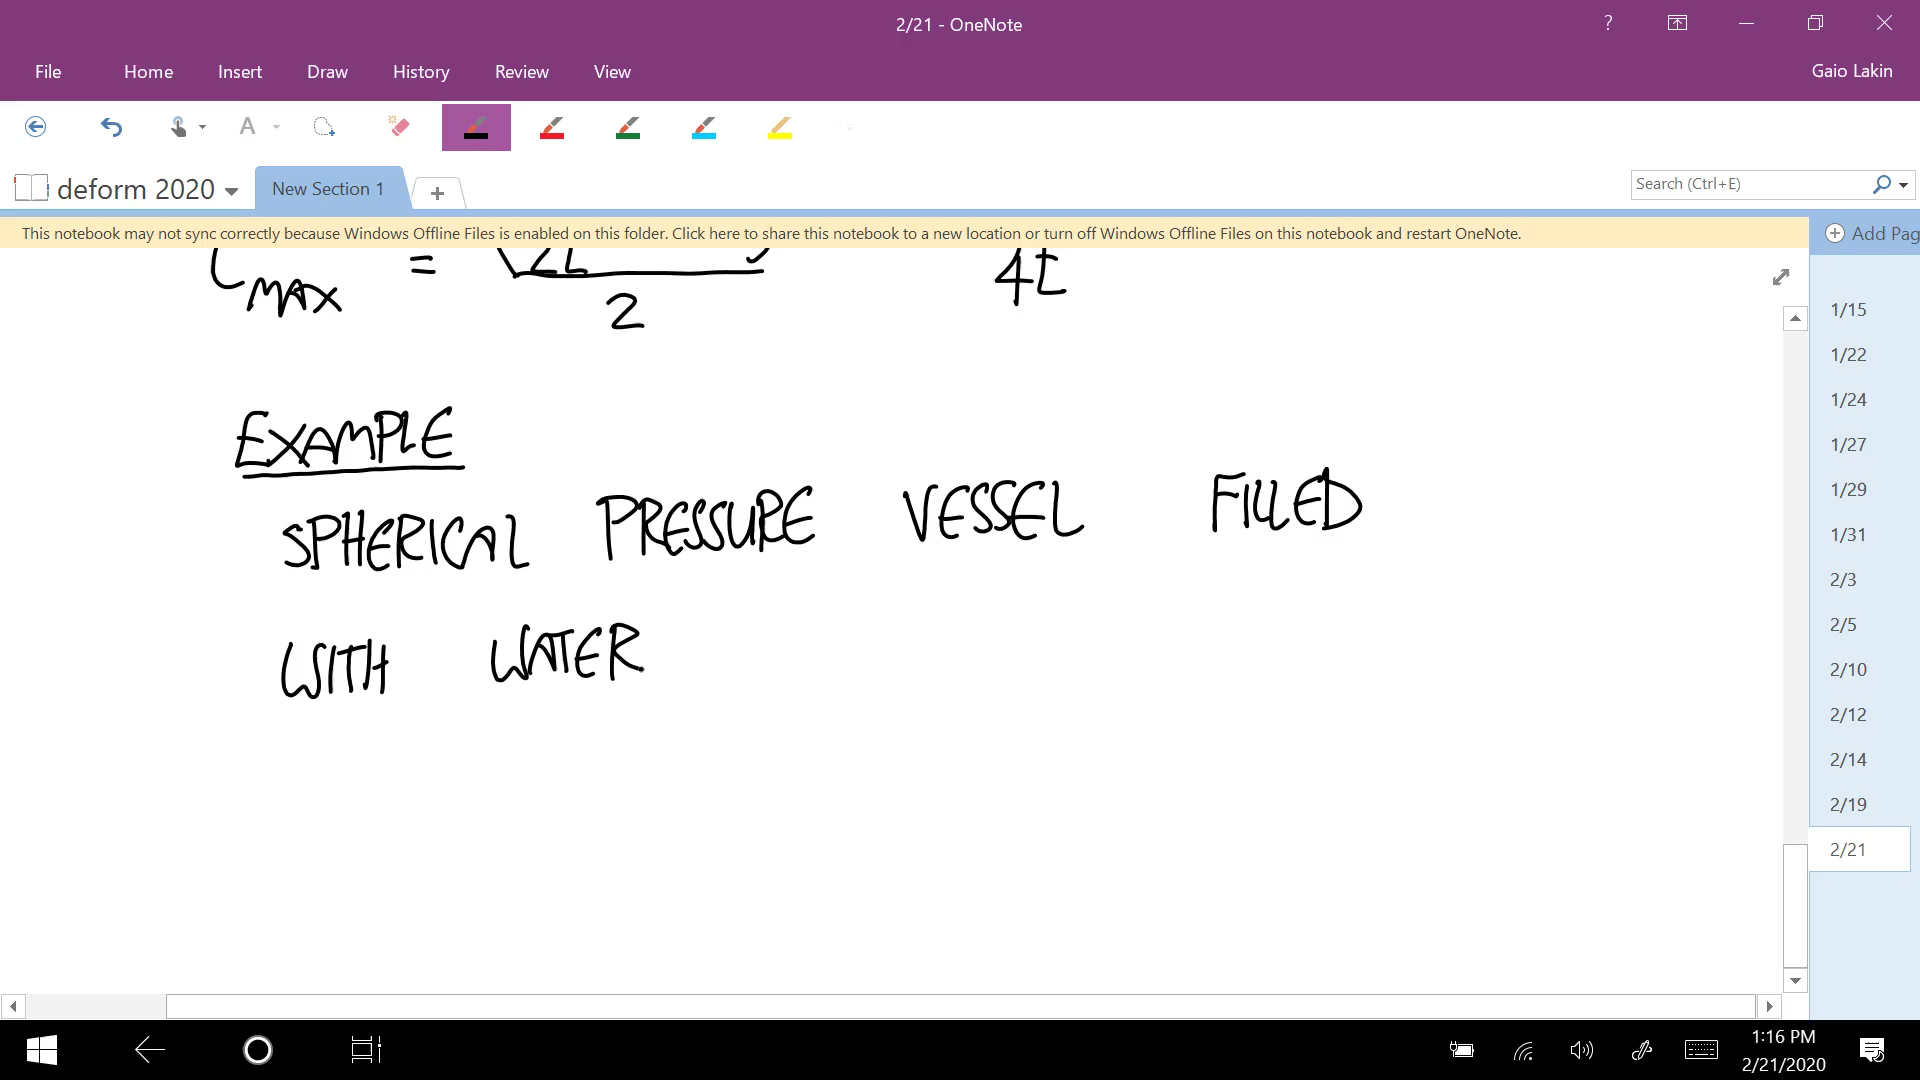 2/21 - OneNote
?
File Home Insert Draw History Review View
Gaio Lakin
A
deform 2020 New Section 1 +
Search (Ctrl+E)
This notebook may not sync correctly because Windows Offline Files is enabled on this folder. Click here to share this notebook to a new location or turn off Windows Offline Files on this notebook and restart OneNote.
Add Pag
MAX =
2
1/15
1/22
1/24
1/27
1/29
1/31
2/3
2/5
2/10
2/12
2/14
2/19
2/21
EXAMPLE
SPHERICAL PRESSURE VESSEL FILLED
WITH WATER
1:16 PM
2/21/2020